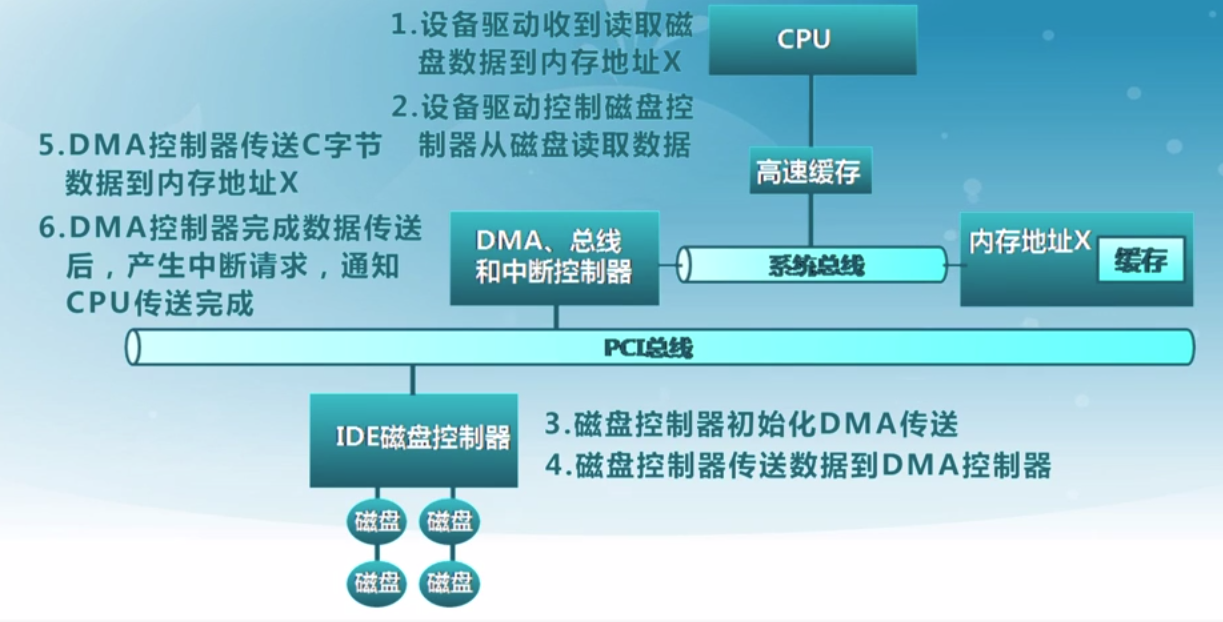 1.设备驱动收到读取磁
盘数据到内存地址X
2.设备驱动控制磁盘控
制器从磁盘读取数据
CPU
高速缓存
5.DMA控制器传送C字节
数据到内存地址X
6.DMA控制器完成数据传送
后，产生中断请求，通知
CPU传送完成
DMA、总线
和中断控制器
系统总线
内存地址X
缓存
PCI总线
IDE磁盘控制器
3.磁盘控制器初始化DMA传送
4.磁盘控制器传送数据到DMA控制器
磁盘
磁盘
磁盘
磁盘